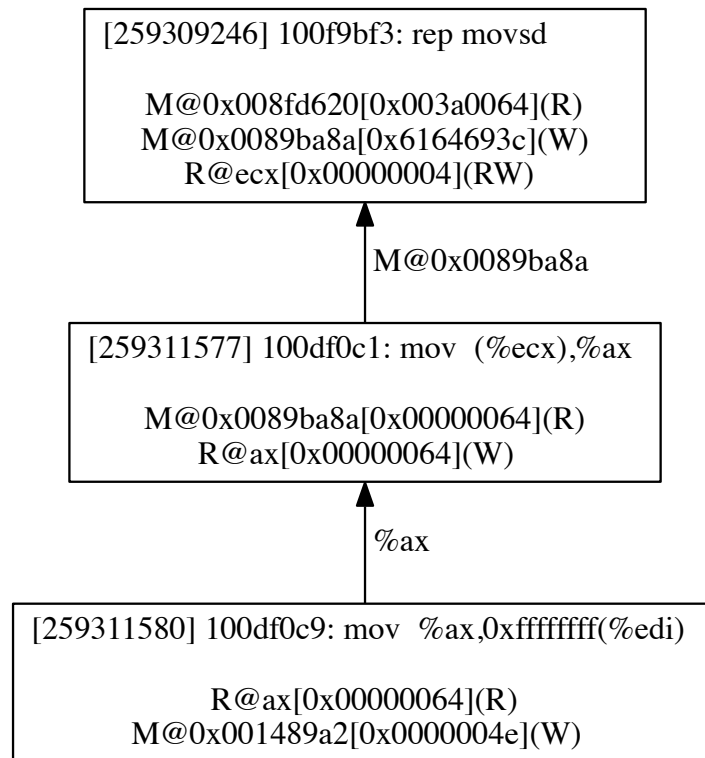 [259309246] 100f9bf3: rep movsd
M@0x008fd620[0x003a0064](R)
M@0x0089ba8a[0x6164693c](W)
R@ecx[0x00000004](RW)
M@0x0089ba8a
[259311577] 100df0c1: mov (%ecx),%ax
M@0x0089ba8a[0x00000064](R)
R@ax[0x00000064](W)
%ax
[259311580] 100df0c9: mov %ax,0xffffffff(%edi)
R@ax[0x00000064](R)
M@0x001489a2[0x0000004e](W)